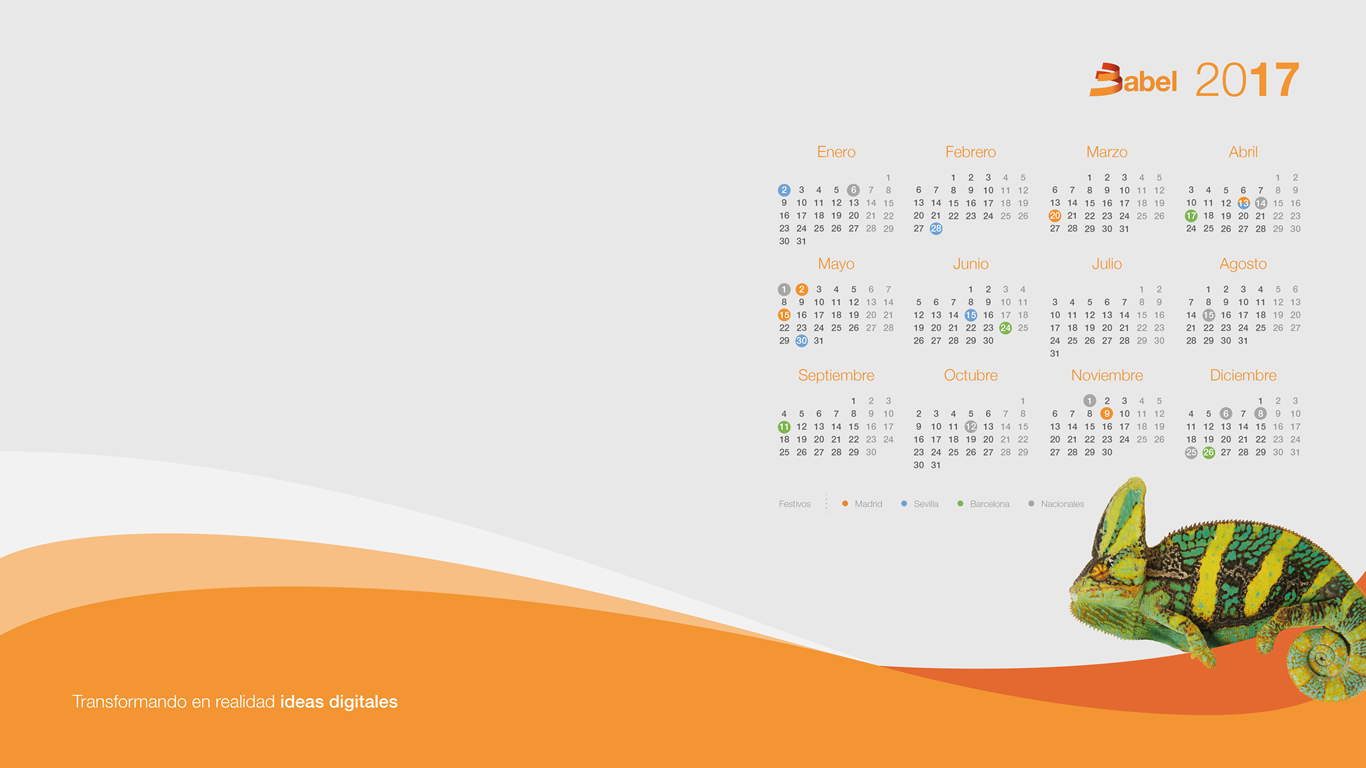 Babel 2017
Enero
1
2 3 4 5 6 7 8
9 10 11 12 13 14 15
16 17 18 19 20 21 22
23 24 25 26 27 28 29
30 31
Febrero
1 2 3 4 5
6 7 8 9 10 11 12
13 14 15 16 17 18 19
20 21 22 23 24 25 26
27 28
Marzo
1 2 3 4 5
6 7 8 9 10 11 12
13 14 15 16 17 18 19
20 21 22 23 24 25 26
27 28 29 30 31
Abril
1 2
3 4 5 6 7 8 9
10 11 12 13 14 15 16
17 18 19 20 21 22 23
24 25 26 27 28 29 30
Mayo
1 2 3 4 5 6 7
8 9 10 11 12 13 14
15 16 17 18 19 20 21
22 23 24 25 26 27 28
29 30 31
Junio
1 2 3 4
5 6 7 8 9 10 11
12 13 14 15 16 17 18
19 20 21 22 23 24 25
26 27 28 29 30
Julio
1 2
3 4 5 6 7 8 9
10 11 12 13 14 15 16
17 18 19 20 21 22 23
24 25 26 27 28 29 30
31
Agosto
1 2 3 4 5 6
7 8 9 10 11 12 13
14 15 16 17 18 19 20
21 22 23 24 25 26 27
28 29 30 31
Septiembre
1 2 3
4 5 6 7 8 9 10
11 12 13 14 15 16 17
18 19 20 21 22 23 24
25 26 27 28 29 30
Octubre
1
2 3 4 5 6 7 8
9 10 11 12 13 14 15
16 17 18 19 20 21 22
23 24 25 26 27 28 29
30 31
Noviembre
1 2 3 4 5
6 7 8 9 10 11 12
13 14 15 16 17 18 19
20 21 22 23 24 25 26
27 28 29 30
Diciembre
1 2 3
4 5 6 7 8 9 10
11 12 13 14 15 16 17
18 19 20 21 22 23 24
25 26 27 28 29 30 31
Festivos Madrid Sevilla Barcelona Nacionales
Transformando en realidad ideas digitales